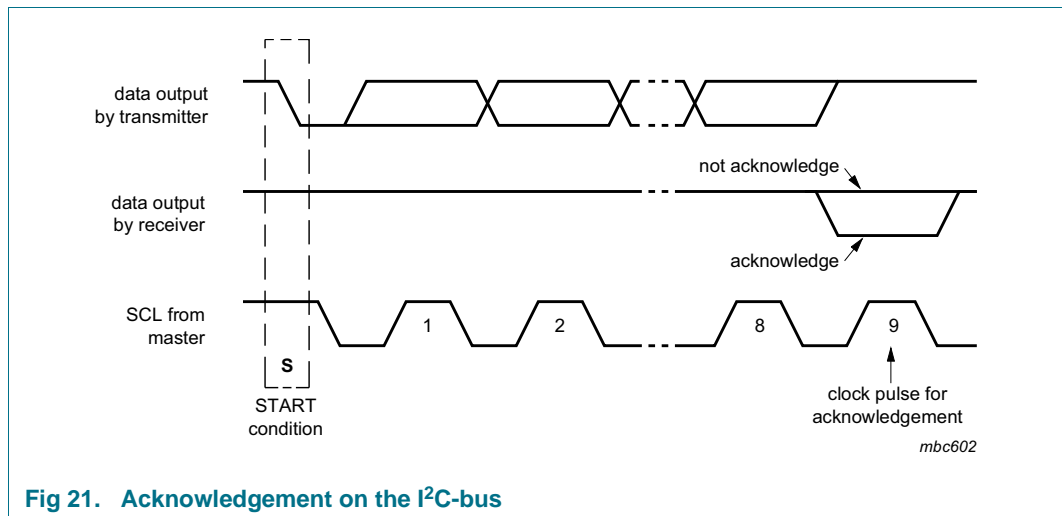 data output
by transmitter
not acknowledge
data output
by receiver
acknowledge
SCL from
master
1
2
8
9
S
START
condition
clock pulse for
acknowledgement
mbc602
Fig 21. Acknowledgement on the I²C-bus